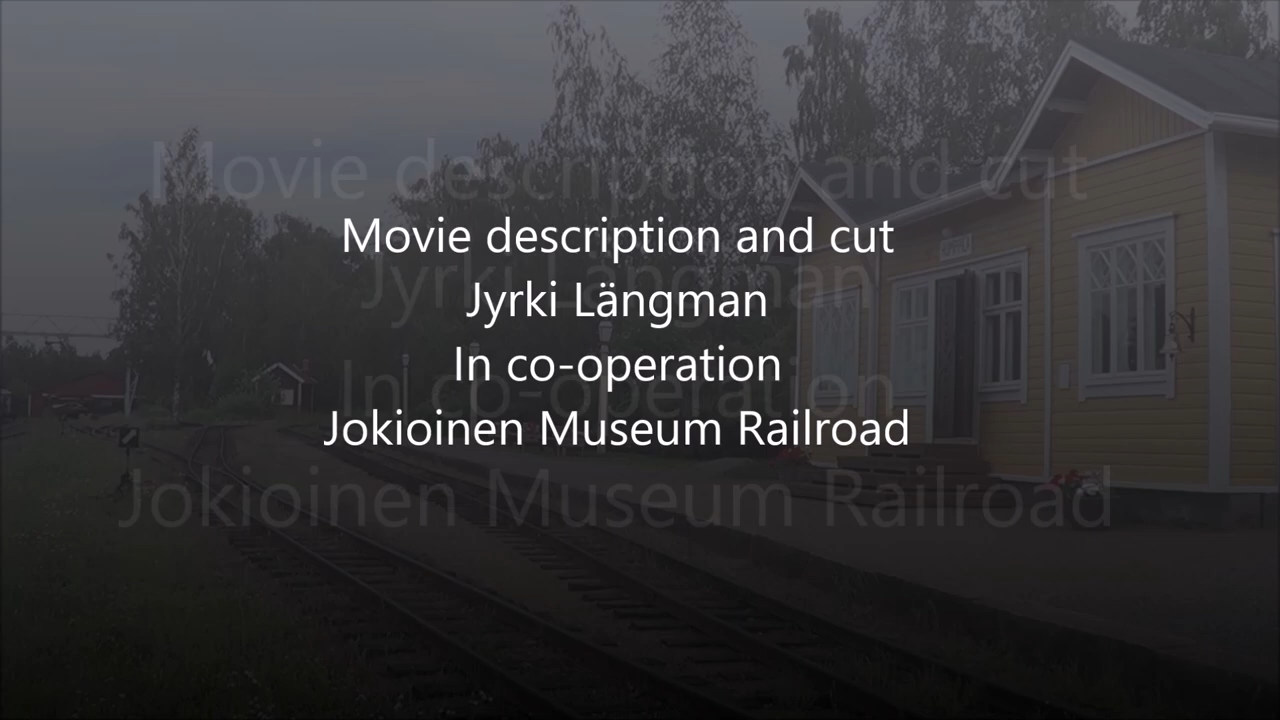 Movie description and cut
Jyrki Längman
In co-operation
Jokioinen Museum Railroad